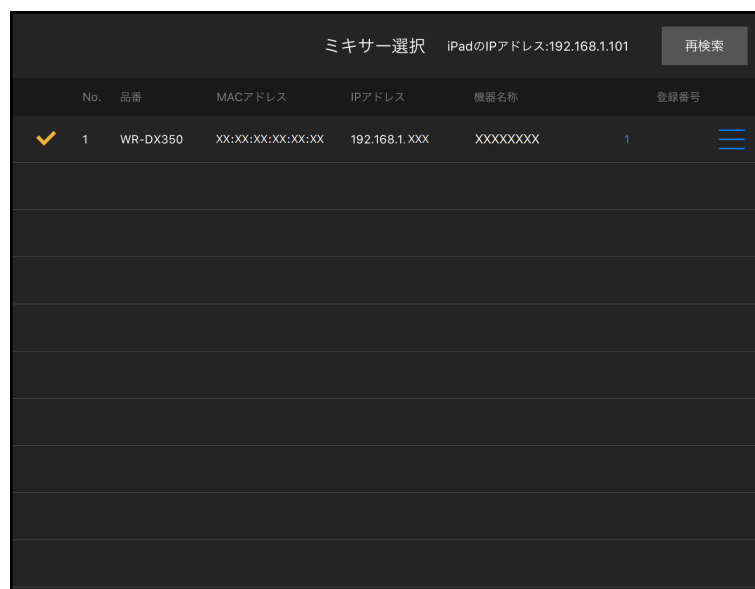 ミキサー選択 iPadのIPアドレス:192.168.1.101 再検索
No. 品番 MACアドレス IPアドレス 機器名称 登録番号
1 WR-DX350 XX:XX:XX:XX:XX:XX 192.168.1. XXX XXXXXXXX 1